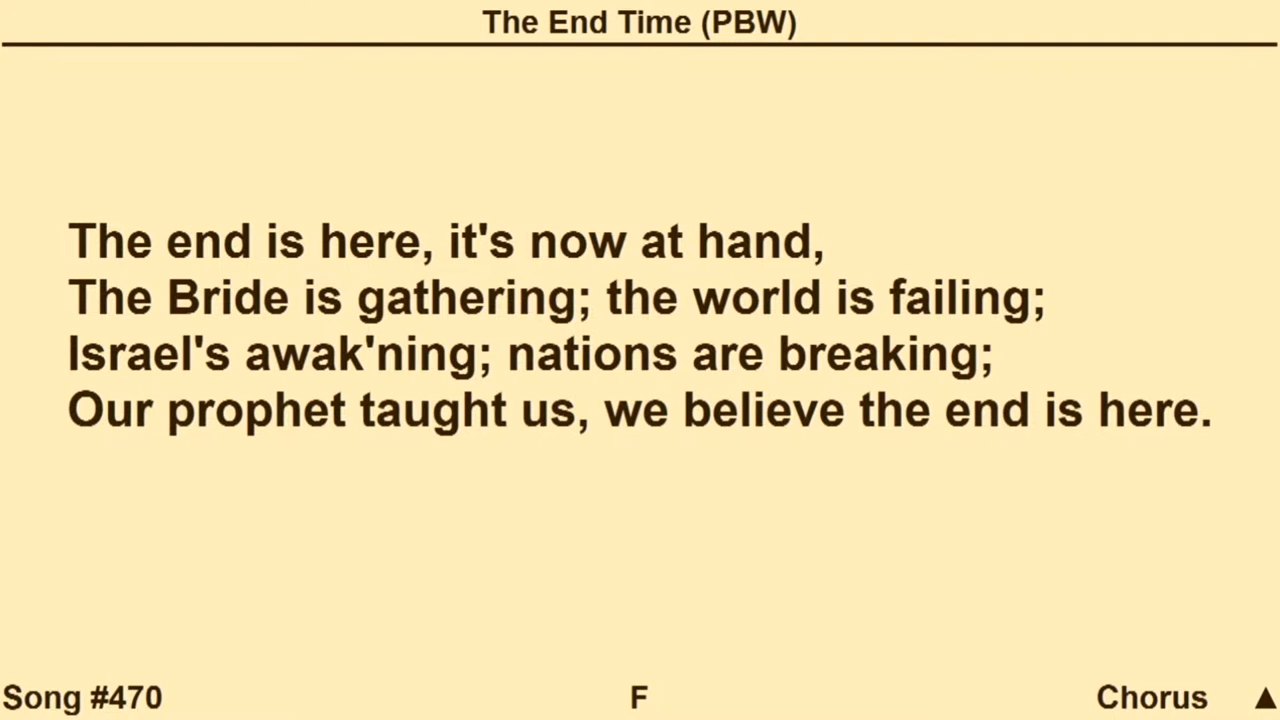 The End Time (PBW)
The end is here, it's now at hand,
The Bride is gathering; the world is failing;
Israel's awak'ning; nations are breaking;
Our prophet taught us, we believe the end is here.
Song #470 F Chorus ▲